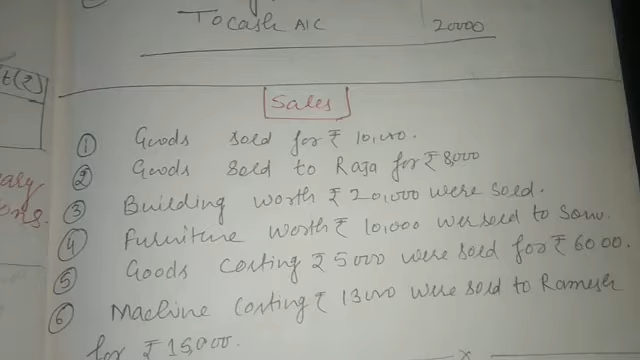 To cash A/C 20000
t(₹)
Sales
① Goods sold for ₹ 10,000.
② Goods sold to Raja for ₹ 8000
③ Building worth ₹ 20,000 were sold.
④ Furniture worth ₹ 10,000 wer sold to Sonu.
⑤ Goods costing ₹ 5000 were sold for ₹ 6000.
⑥ Machine costing ₹ 13000 were sold to Ramesh
for ₹ 15,000.